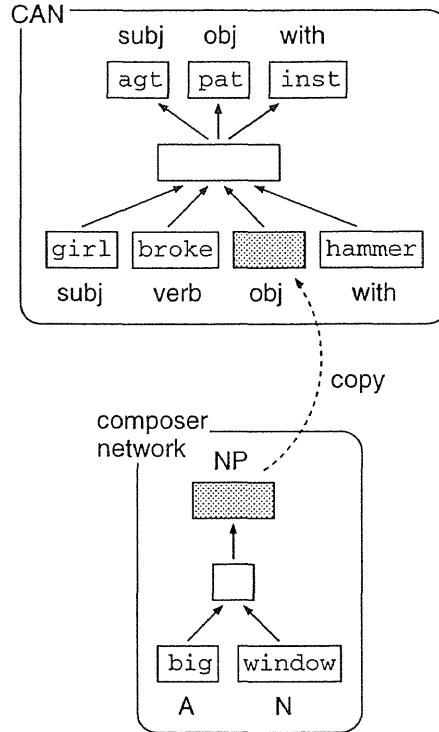 CAN
subj obj with
agt pat inst
girl broke hammer
subj verb obj with
copy
composer
network
NP
big window
A N